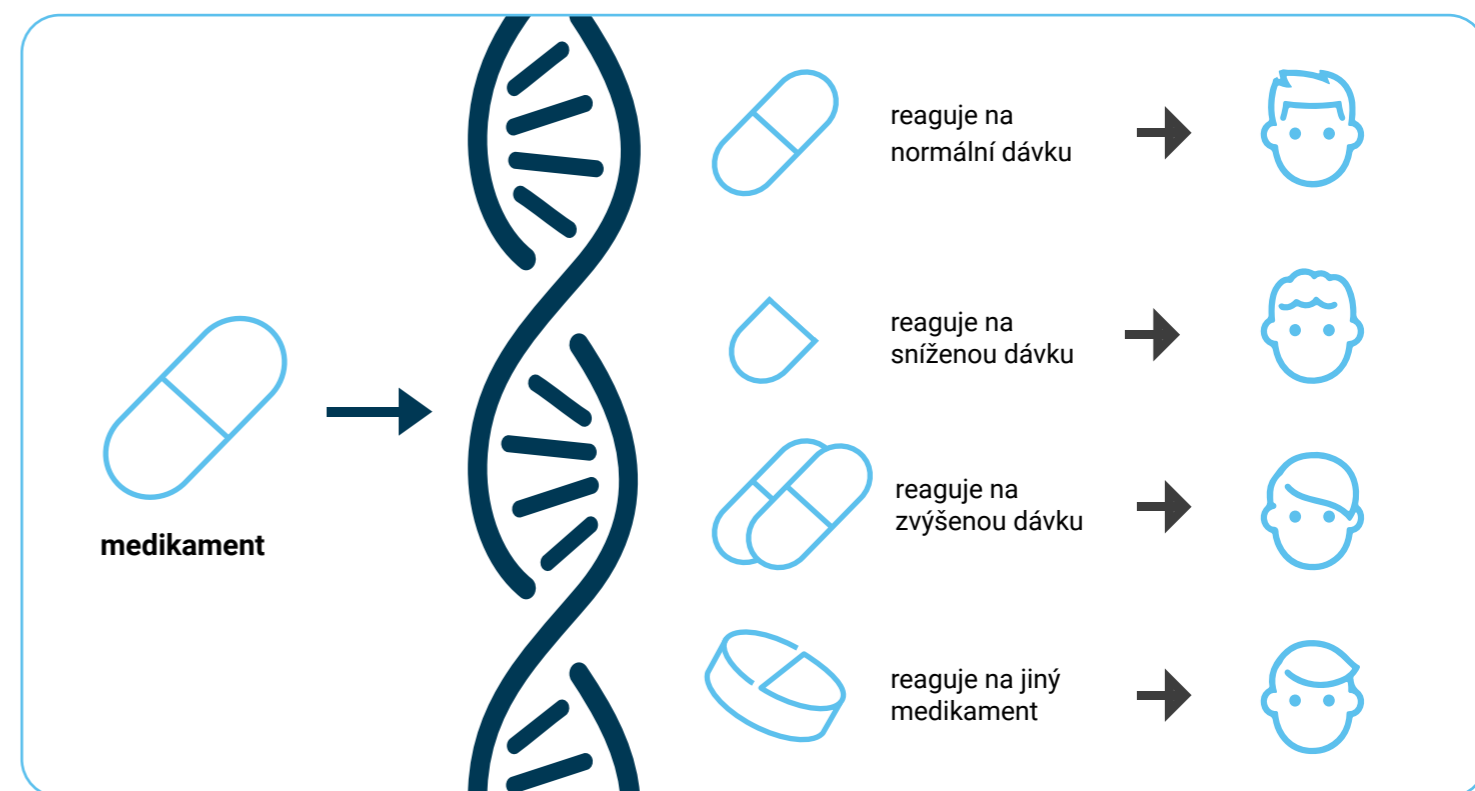 reaguje na
normální dávku
reaguje na
sníženou dávku
medikament
reaguje na
zvýšenou dávku
reaguje na jiný
medikament